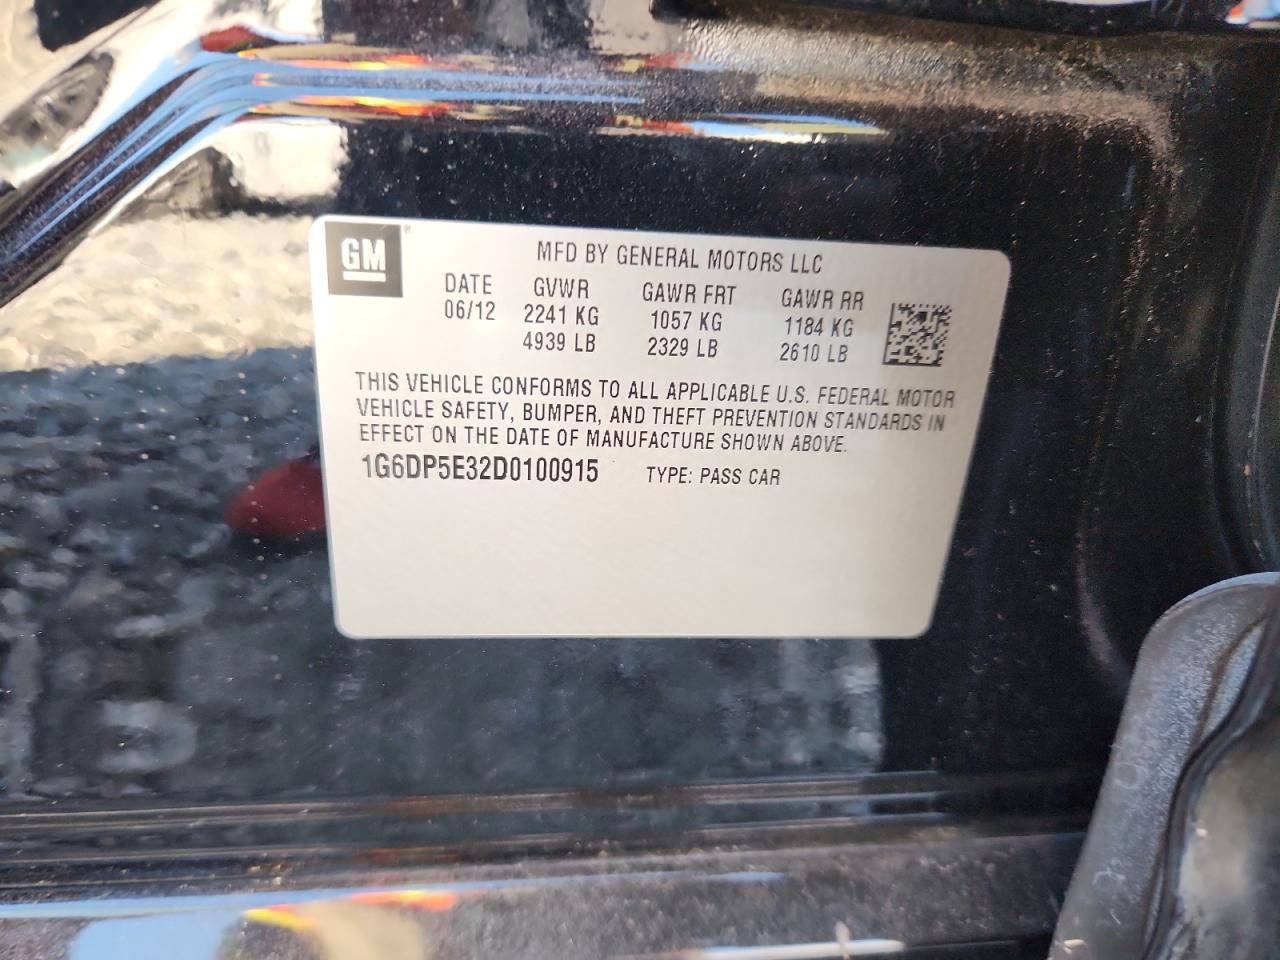 GM®
MFD BY GENERAL MOTORS LLC
DATE GVWR GAWR FRT GAWR RR
06/12 2241 KG 1057 KG 1184 KG
4939 LB 2329 LB 2610 LB
THIS VEHICLE CONFORMS TO ALL APPLICABLE U.S. FEDERAL MOTOR
VEHICLE SAFETY, BUMPER, AND THEFT PREVENTION STANDARDS IN
EFFECT ON THE DATE OF MANUFACTURE SHOWN ABOVE.
1G6DP5E32D0100915 TYPE: PASS CAR